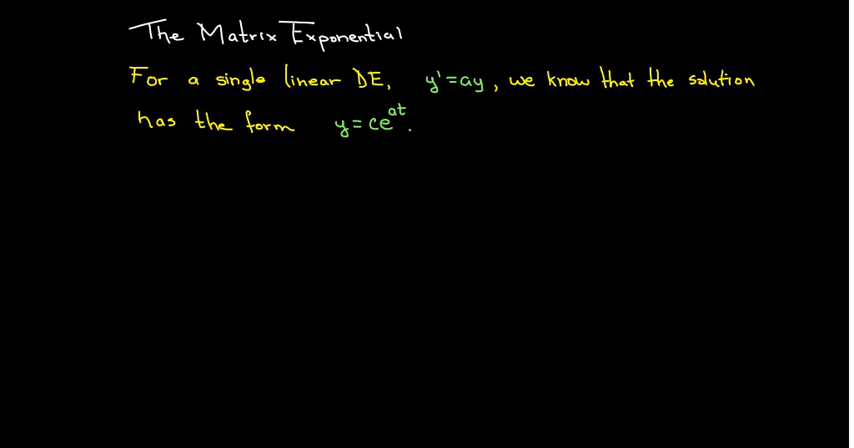 The Matrix Exponential
For a single linear DE, y'=ay, we know that the solution
has the form y=ce^{at}.